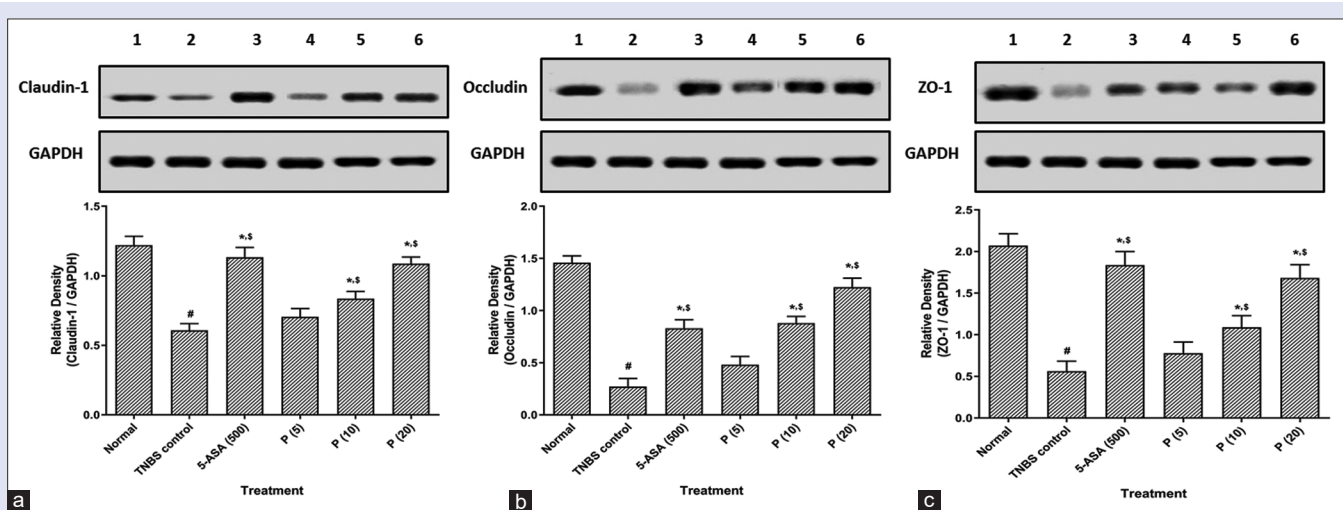 1 2 3 4 5 6
Claudin-1
GAPDH
1.5
1.0
0.5
0.0
Relative Density
(Claudin-1 / GAPDH)
#
*,$
*,$
*,$
Normal
TNBS control
5-ASA (500)
P (5)
P (10)
P (20)
Treatment
a
1 2 3 4 5 6
Occludin
GAPDH
2.0
1.5
1.0
0.5
0.0
Relative Density
(Occludin / GAPDH)
#
*,$
*,$
*,$
Normal
TNBS control
5-ASA (500)
P (5)
P (10)
P (20)
Treatment
b
1 2 3 4 5 6
ZO-1
GAPDH
2.5
2.0
1.5
1.0
0.5
0.0
Relative Density
(ZO-1 / GAPDH)
#
*,$
*,$
*,$
Normal
TNBS control
5-ASA (500)
P (5)
P (10)
P (20)
Treatment
c